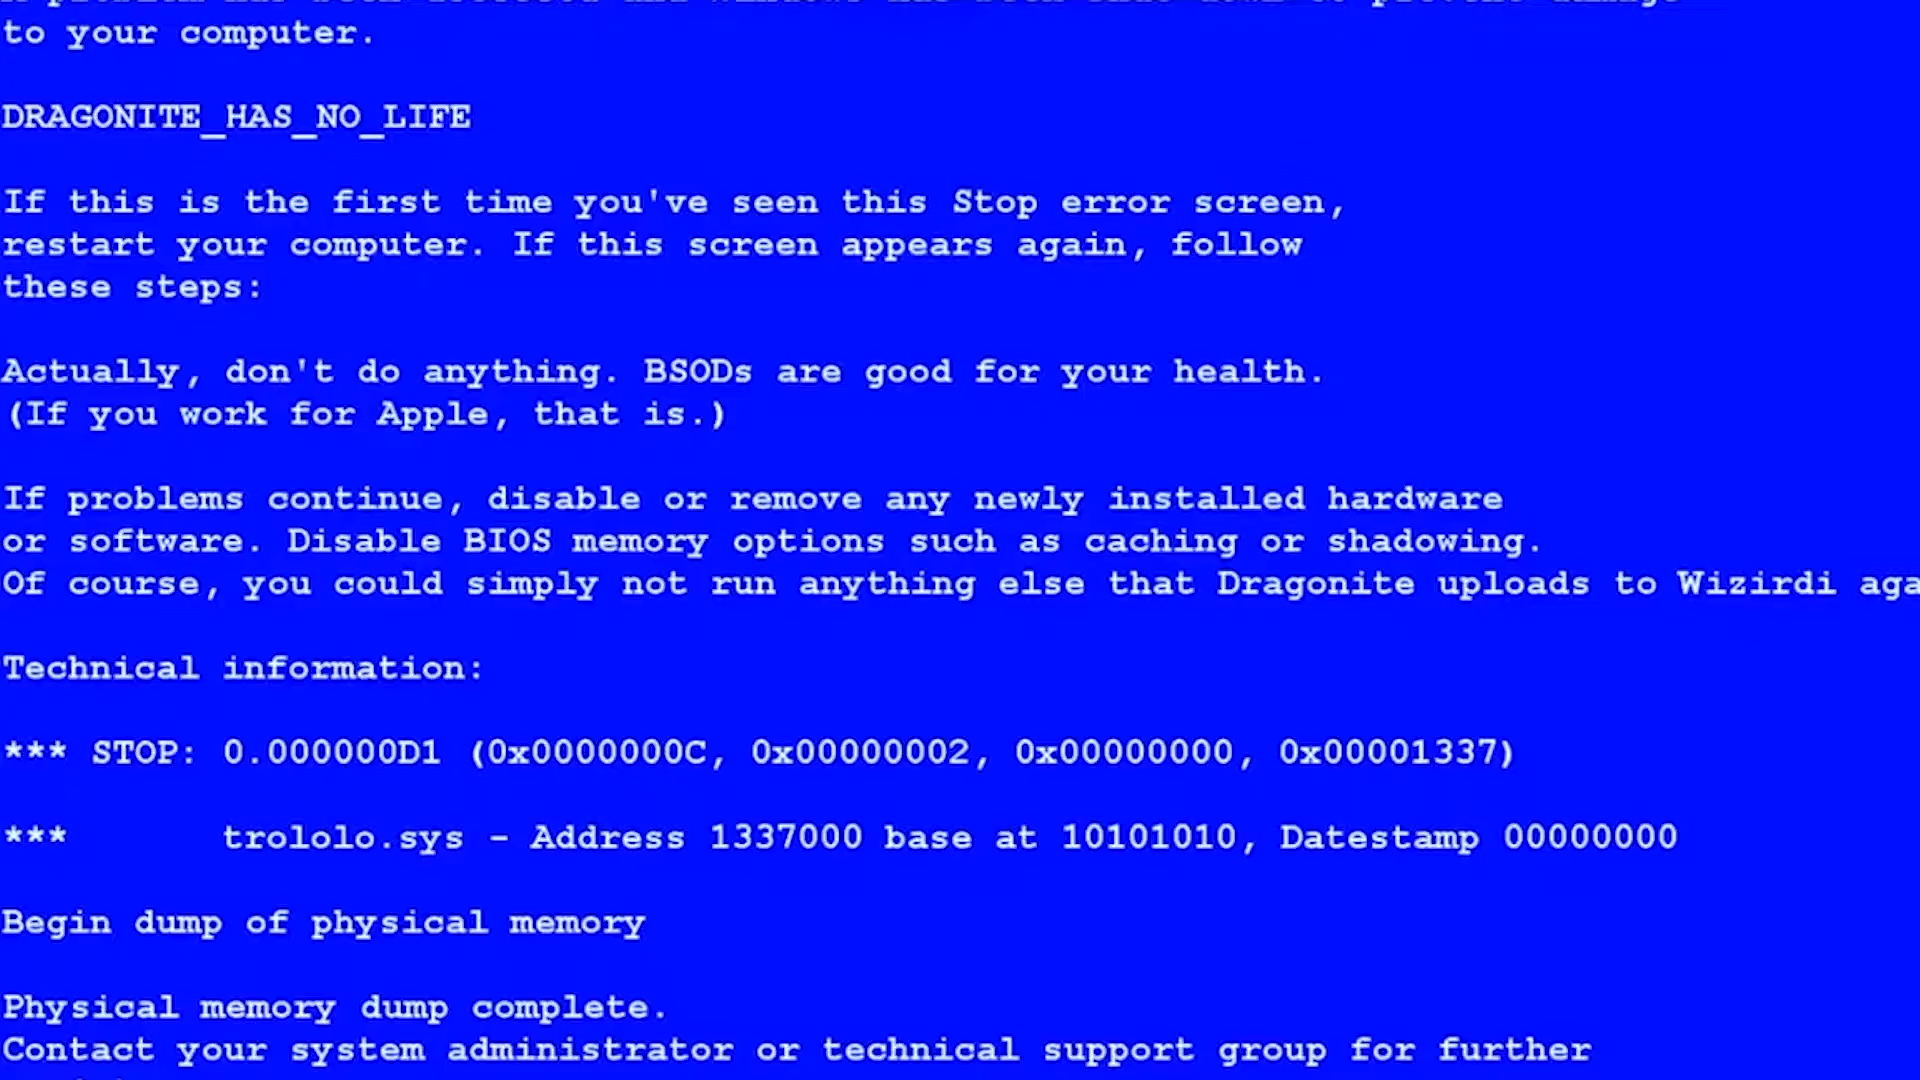 to your computer.
DRAGONITE_HAS_NO_LIFE
If this is the first time you've seen this Stop error screen,
restart your computer. If this screen appears again, follow
these steps:
Actually, don't do anything. BSODs are good for your health.
(If you work for Apple, that is.)
If problems continue, disable or remove any newly installed hardware
or software. Disable BIOS memory options such as caching or shadowing.
Of course, you could simply not run anything else that Dragonite uploads to Wizirdi aga
Technical information:
*** STOP: 0.000000D1 (0x0000000C, 0x00000002, 0x00000000, 0x00001337)
*** trololo.sys - Address 1337000 base at 10101010, Datestamp 00000000
Begin dump of physical memory
Physical memory dump complete.
Contact your system administrator or technical support group for further